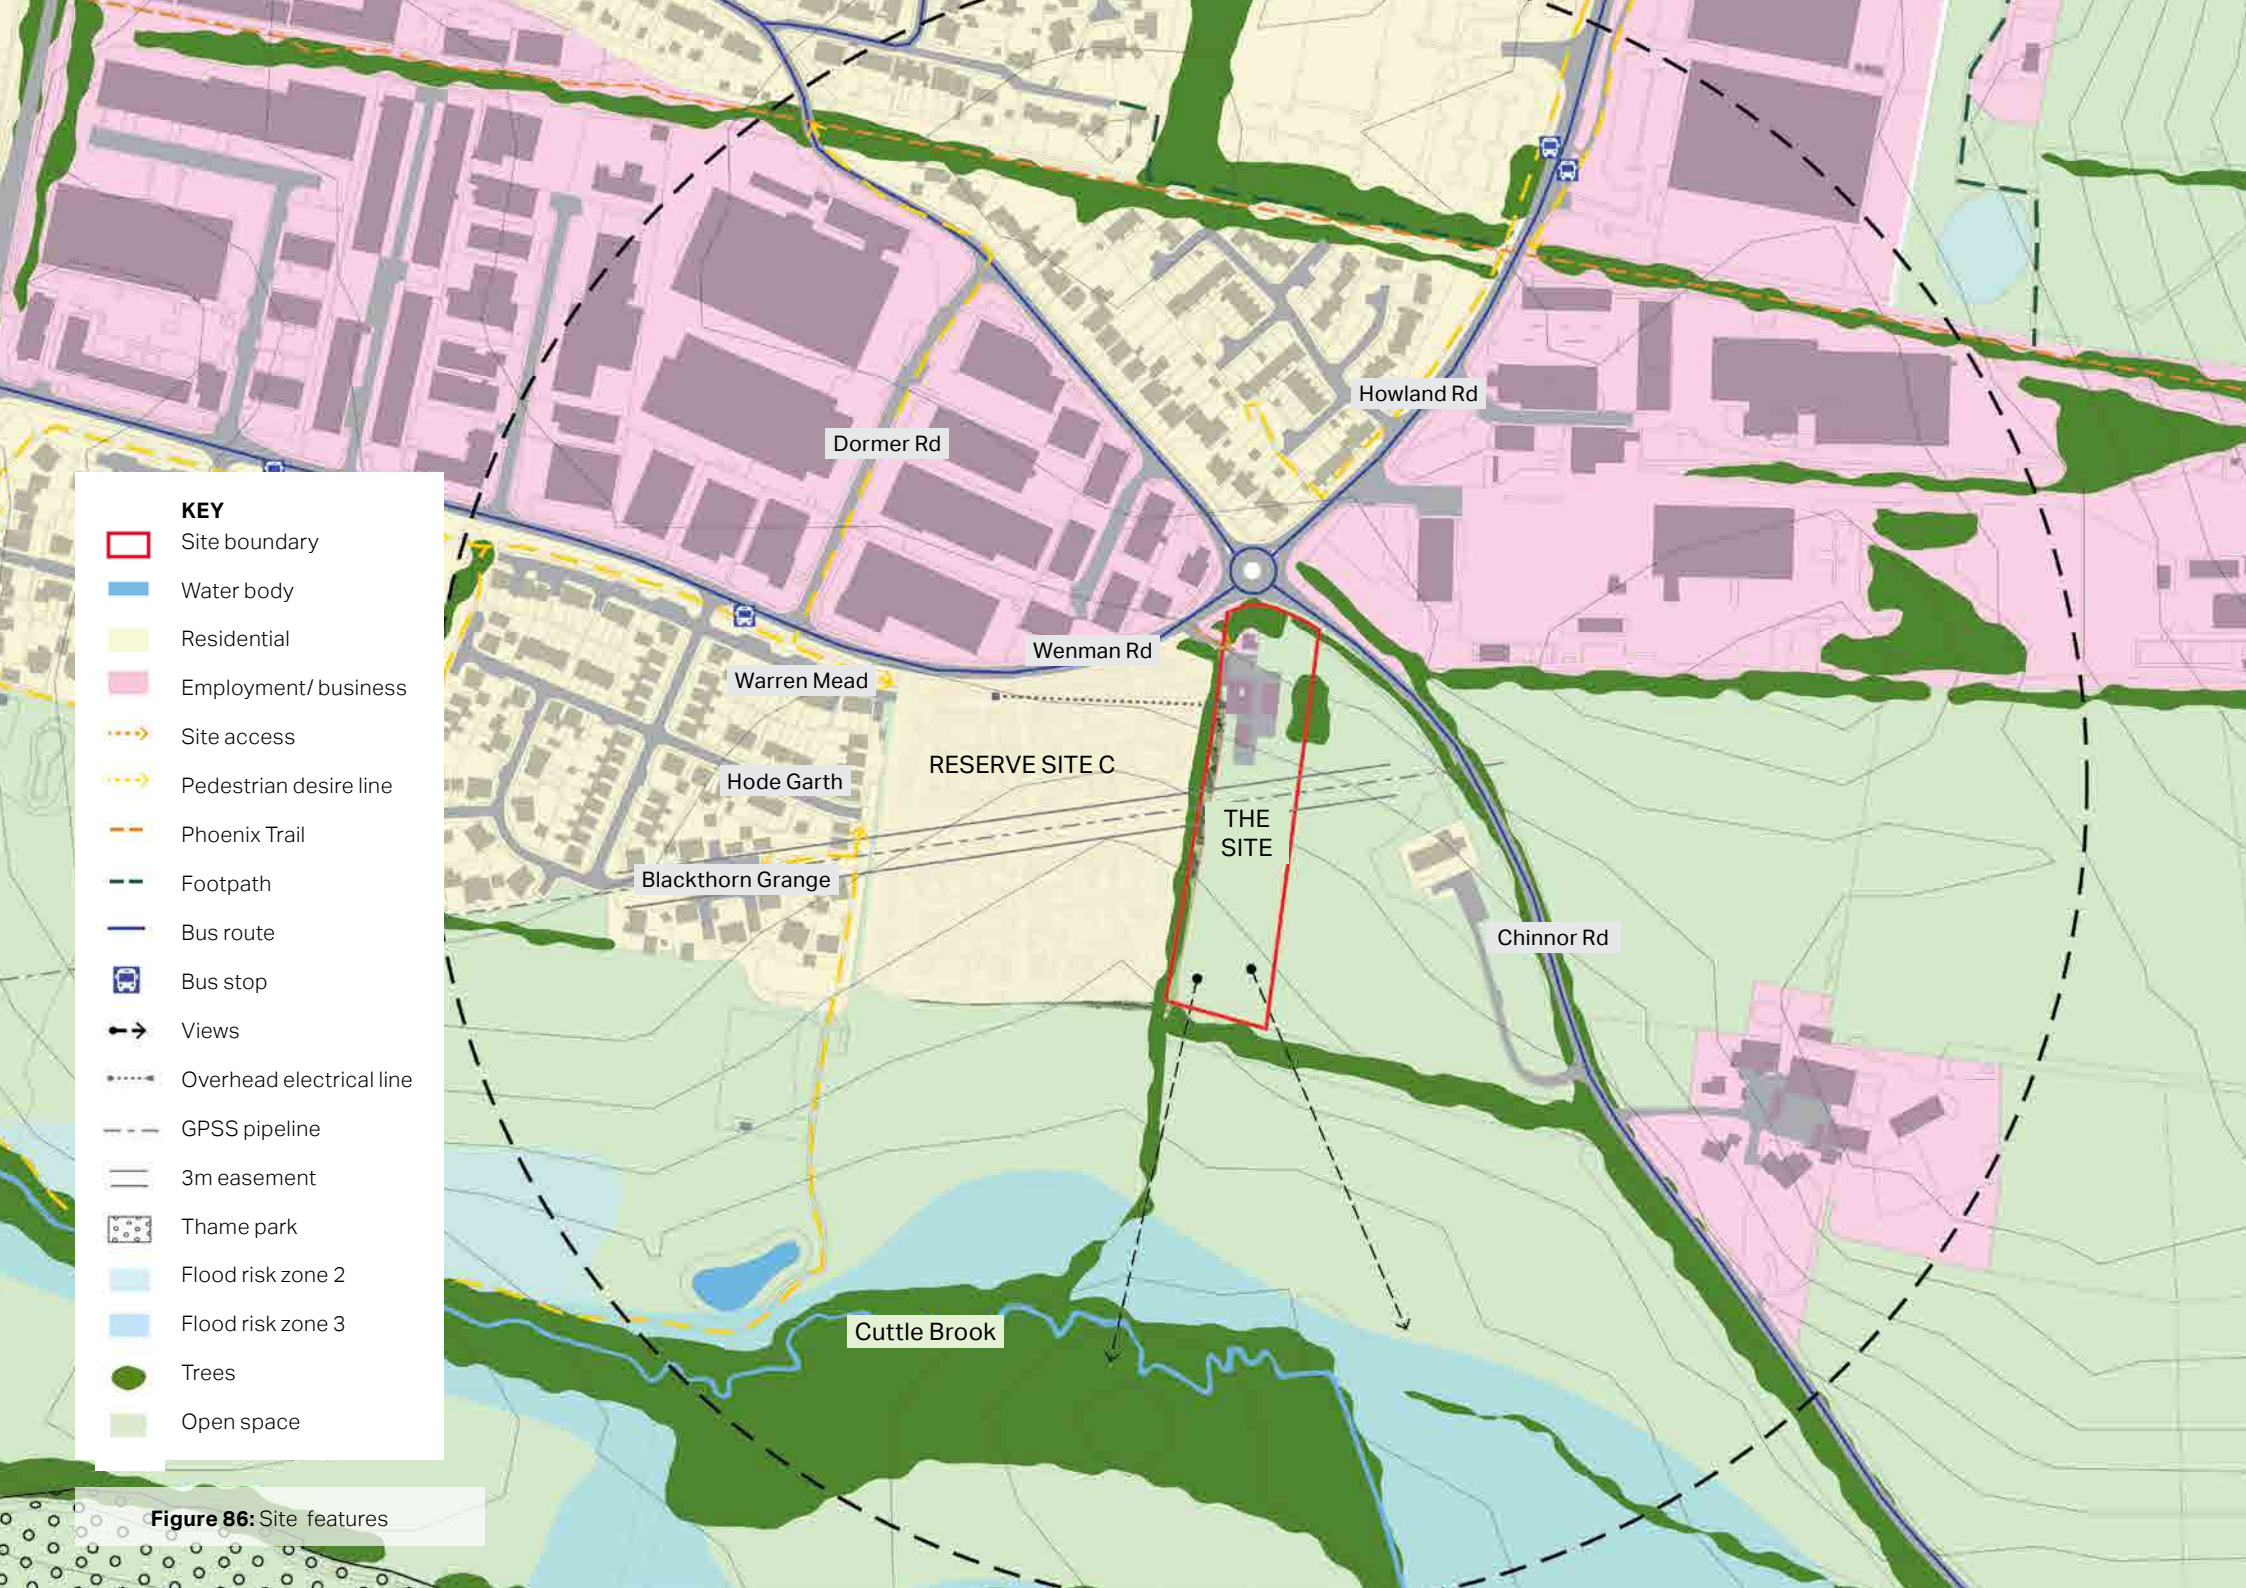 Howland Rd
Dormer Rd
Wenman Rd
Warren Mead
RESERVE SITE C
Hode Garth
THE
SITE
Blackthorn Grange
Chinnor Rd
Cuttle Brook
KEY
Site boundary
Water body
Residential
Employment/ business
Site access
Pedestrian desire line
Phoenix Trail
Footpath
Bus route
Bus stop
Views
Overhead electrical line
GPSS pipeline
3m easement
Thame park
Flood risk zone 2
Flood risk zone 3
Trees
Open space
Figure 86: Site features